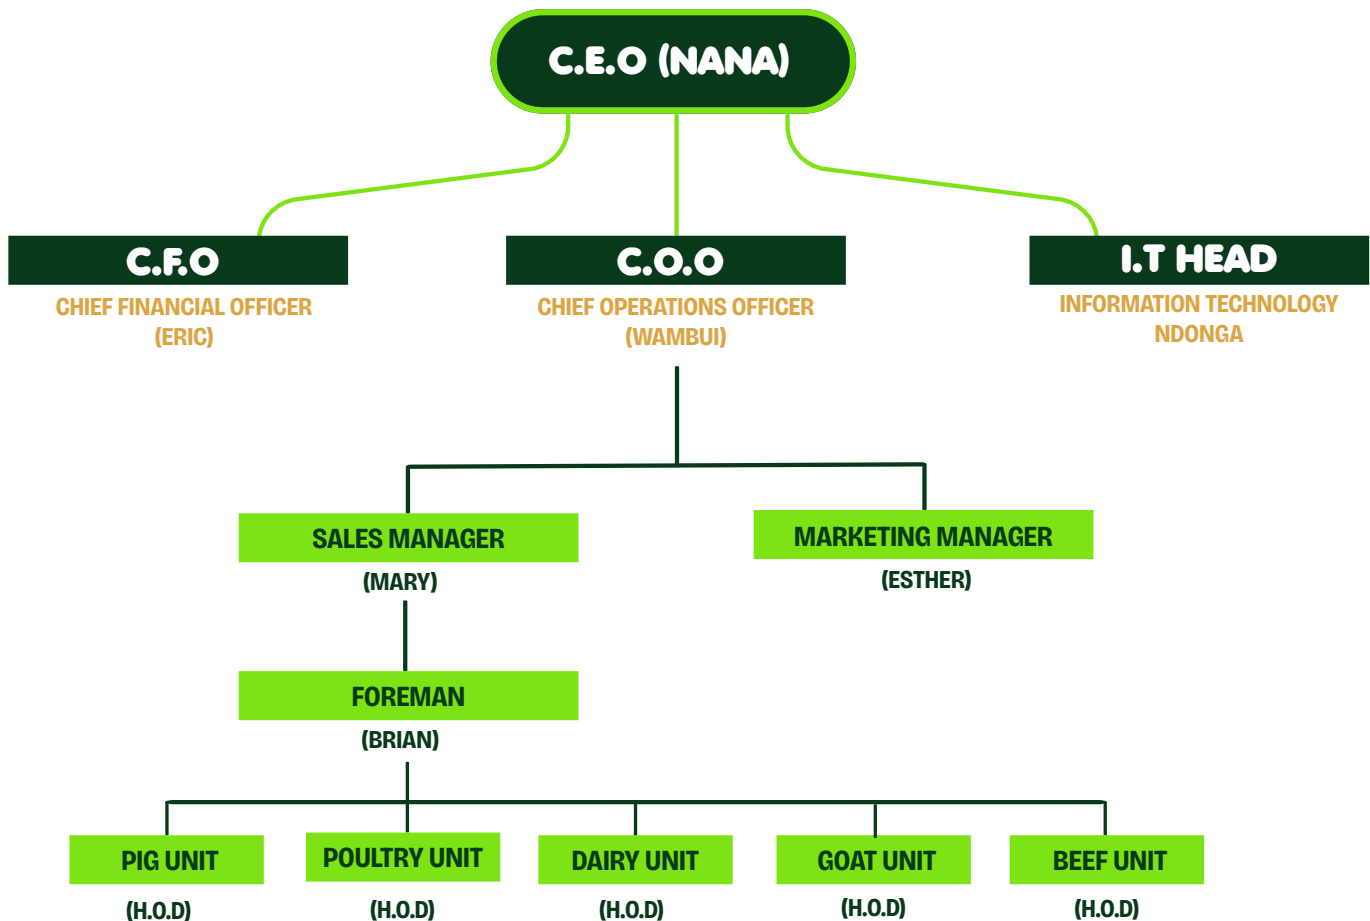 C.E.O (NANA)
C.F.O
CHIEF FINANCIAL OFFICER
(ERIC)
C.O.O
CHIEF OPERATIONS OFFICER
(WAMBUI)
I.T HEAD
INFORMATION TECHNOLOGY
NDONGA
SALES MANAGER
(MARY)
MARKETING MANAGER
(ESTHER)
FOREMAN
(BRIAN)
PIG UNIT
(H.O.D)
POULTRY UNIT
(H.O.D)
DAIRY UNIT
(H.O.D)
GOAT UNIT
(H.O.D)
BEEF UNIT
(H.O.D)